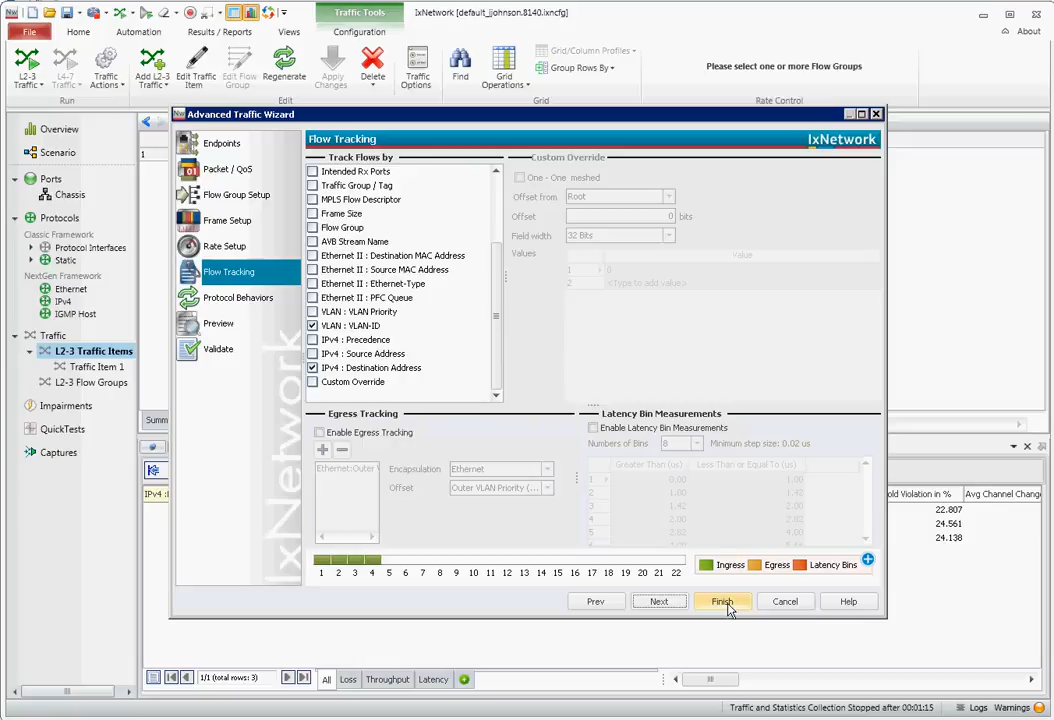 Traffic Tools
IxNetwork [default_jjohnson.8140.ixncfg]
File
Home
Automation
Results / Reports
Views
Configuration
About
L2-3 Traffic
L4-7 Traffic
Traffic Actions
Add L2-3 Traffic
Edit Traffic Item
Edit Flow Group
Regenerate
Apply Changes
Delete
Traffic Options
Find
Grid Operations
Grid/Column Profiles
Group Rows By
Please select one or more Flow Groups
Run
Edit
Grid
Rate Control
Overview
Scenario
Ports
Chassis
Protocols
Classic Framework
Protocol Interfaces
Static
NextGen Framework
Ethernet
IPv4
IGMP Host
Traffic
L2-3 Traffic Items
Traffic Item 1
L2-3 Flow Groups
Impairments
QuickTests
Captures
1
Summ
IPv4 :
Advanced Traffic Wizard
Endpoints
Packet / QoS
Flow Group Setup
Frame Setup
Rate Setup
Flow Tracking
Protocol Behaviors
Preview
Validate
IxNetwork
Flow Tracking
IxNetwork
Track Flows by
Intended Rx Ports
Traffic Group / Tag
MPLS Flow Descriptor
Frame Size
Flow Group
AVB Stream Name
Ethernet II : Destination MAC Address
Ethernet II : Source MAC Address
Ethernet II : Ethernet-Type
Ethernet II : PFC Queue
VLAN : VLAN Priority
VLAN : VLAN-ID
IPv4 : Precedence
IPv4 : Source Address
IPv4 : Destination Address
Custom Override
Custom Override
One - One meshed
Offset from Root
Offset 0 bits
Field width 32 Bits
Values Value
1 0
2 <Type to add value>
Egress Tracking
Enable Egress Tracking
Ethernet:Outer V
Encapsulation Ethernet
Offset Outer VLAN Priority (...
Latency Bin Measurements
Enable Latency Bin Measurements
Numbers of Bins 8 Minimum step size: 0.02 us
Greater Than (us) Less Than or Equal To (us)
1 0.00 1.00
2 1.00 1.42
3 1.42 2.00
4 2.00 2.82
5 2.82 4.00
1 2 3 4 5 6 7 8 9 10 11 12 13 14 15 16 17 18 19 20 21 22
Ingress Egress Latency Bins
Prev Next Finish Cancel Help
old Violation in % Avg Channel Change
22.807
24.561
24.138
1/1 (total rows: 3)
All Loss Throughput Latency
Traffic and Statistics Collection Stopped after 00:01:15
Logs Warnings